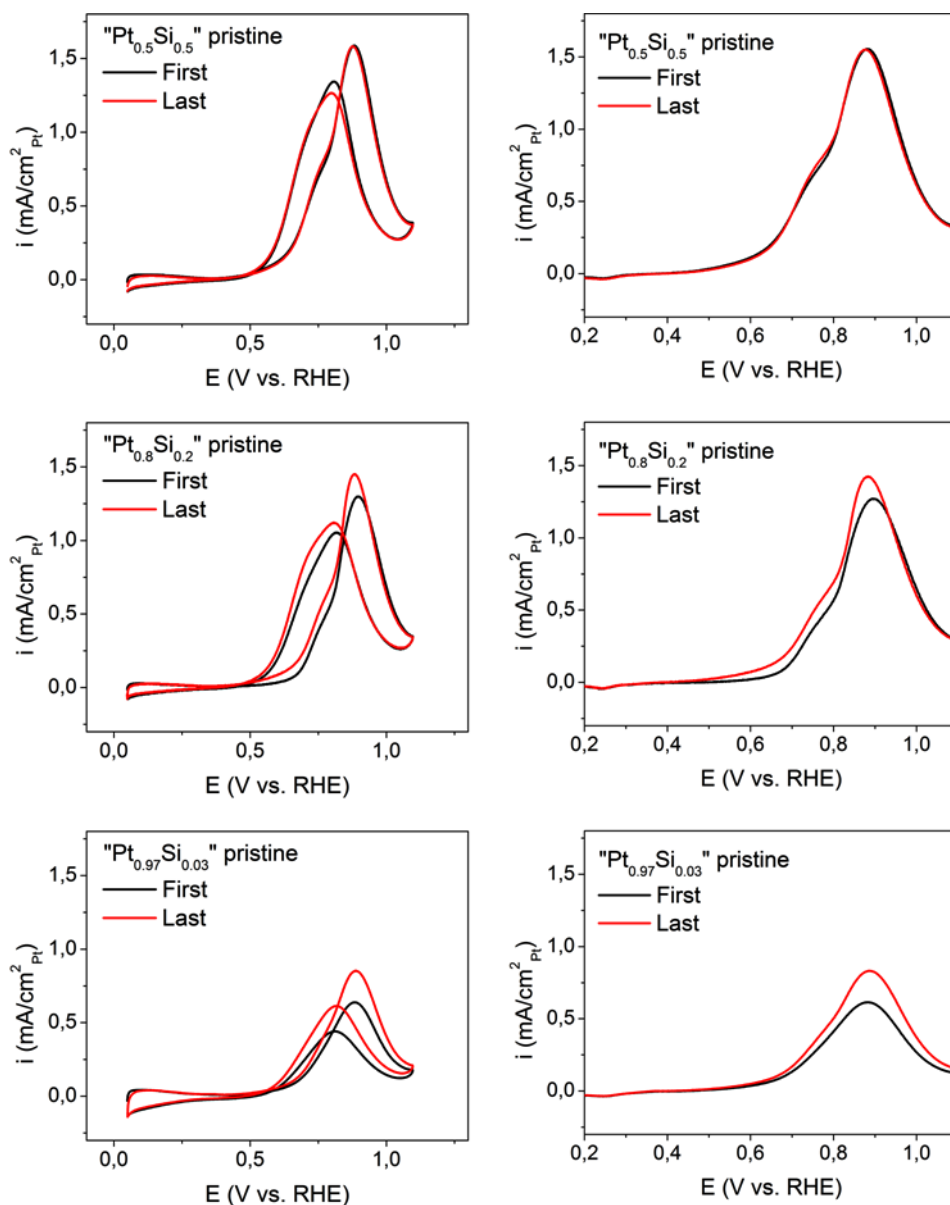 "Pt0.5Si0.5" pristine
First
Last
1,5
1,0
0,5
0,0
i (mA/cm2Pt)
0,0 0,5 1,0
E (V vs. RHE)
"Pt0.5Si0.5" pristine
First
Last
1,5
1,0
0,5
0,0
i (mA/cm2Pt)
0,2 0,4 0,6 0,8 1,0
E (V vs. RHE)
"Pt0.8Si0.2" pristine
First
Last
1,5
1,0
0,5
0,0
i (mA/cm2Pt)
0,0 0,5 1,0
E (V vs. RHE)
"Pt0.8Si0.2" pristine
First
Last
1,5
1,0
0,5
0,0
i (mA/cm2Pt)
0,2 0,4 0,6 0,8 1,0
E (V vs. RHE)
"Pt0.97Si0.03" pristine
First
Last
1,5
1,0
0,5
0,0
i (mA/cm2Pt)
0,0 0,5 1,0
E (V vs. RHE)
"Pt0.97Si0.03" pristine
First
Last
1,5
1,0
0,5
0,0
i (mA/cm2Pt)
0,2 0,4 0,6 0,8 1,0
E (V vs. RHE)